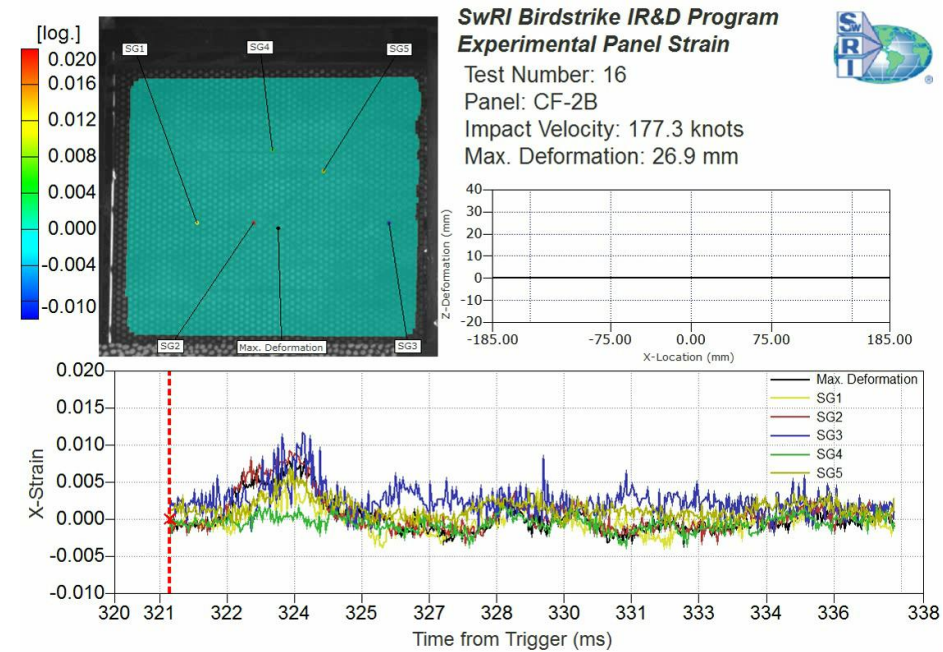 SwRI Birdstrike IR&D Program
Experimental Panel Strain
Test Number: 16
Panel: CF-2B
Impact Velocity: 177.3 knots
Max. Deformation: 26.9 mm
SW
R
I
®
[log.]
0.020
0.016
0.012
0.008
0.004
0.000
-0.004
-0.010
SG1
SG4
SG5
SG2
Max. Deformation
SG3
Z-Deformation (mm)
40
30
20
10
0
-10
-20
-185.00 -75.00 0.00 75.00 185.00
X-Location (mm)
X-Strain
0.020
0.015
0.010
0.005
0.000
-0.005
-0.010
Max. Deformation
SG1
SG2
SG3
SG4
SG5
320 321 322 324 325 327 328 330 331 333 334 336 338
Time from Trigger (ms)